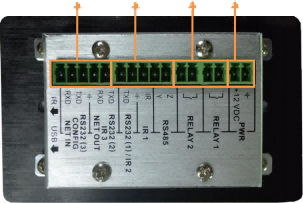 IR
USB
RXD
TXD
⏚
RXD
TXD
⏚
RXD
TXD
⏚
IR
Y
Z
+12 VDC
+
NET IN
CONFIG
RS232 (3)
NET OUT
IR 3
RS232 (2)
RS232 (1) / IR 2
IR 1
RS485
RELAY 2
RELAY 1
PWR